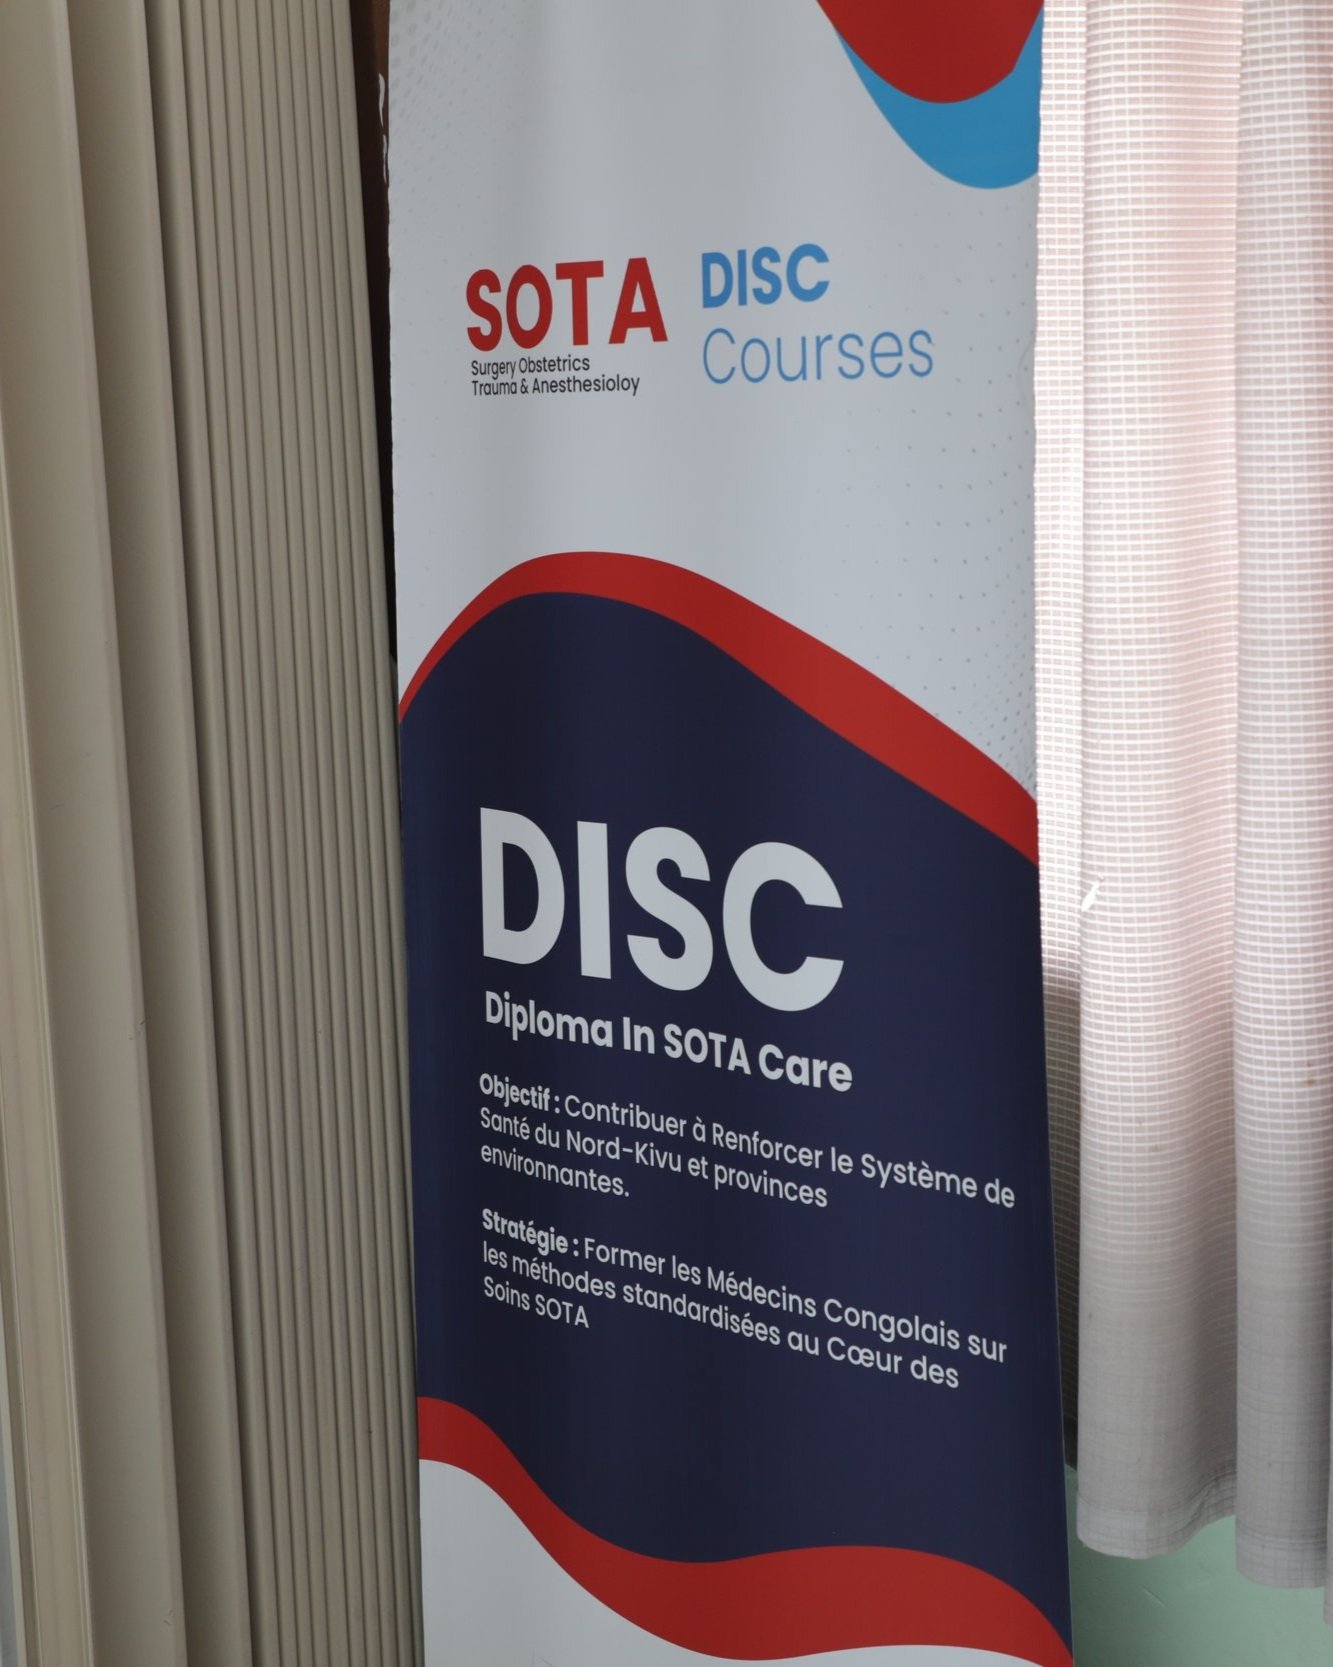 SOTA
Surgery Obstetrics
Trauma & Anesthesioloy
DISC
Courses
DISC
Diploma In SOTA Care
Objectif : Contribuer à Renforcer le Système de
Santé du Nord-Kivu et provinces
environnantes.
Stratégie : Former les Médecins Congolais sur
les méthodes standardisées au Cœur des
Soins SOTA